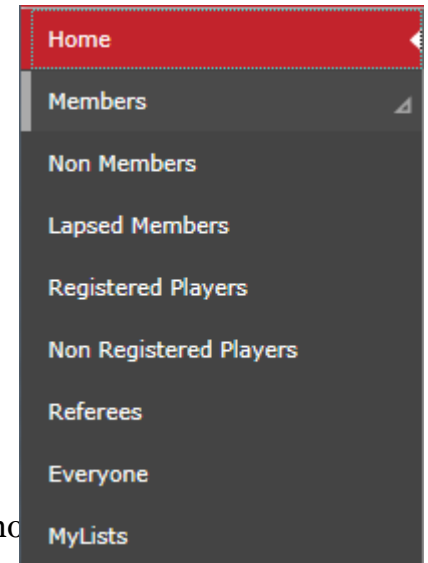 Home
Members
Non Members
Lapsed Members
Registered Players
Non Registered Players
Referees
Everyone
MyLists